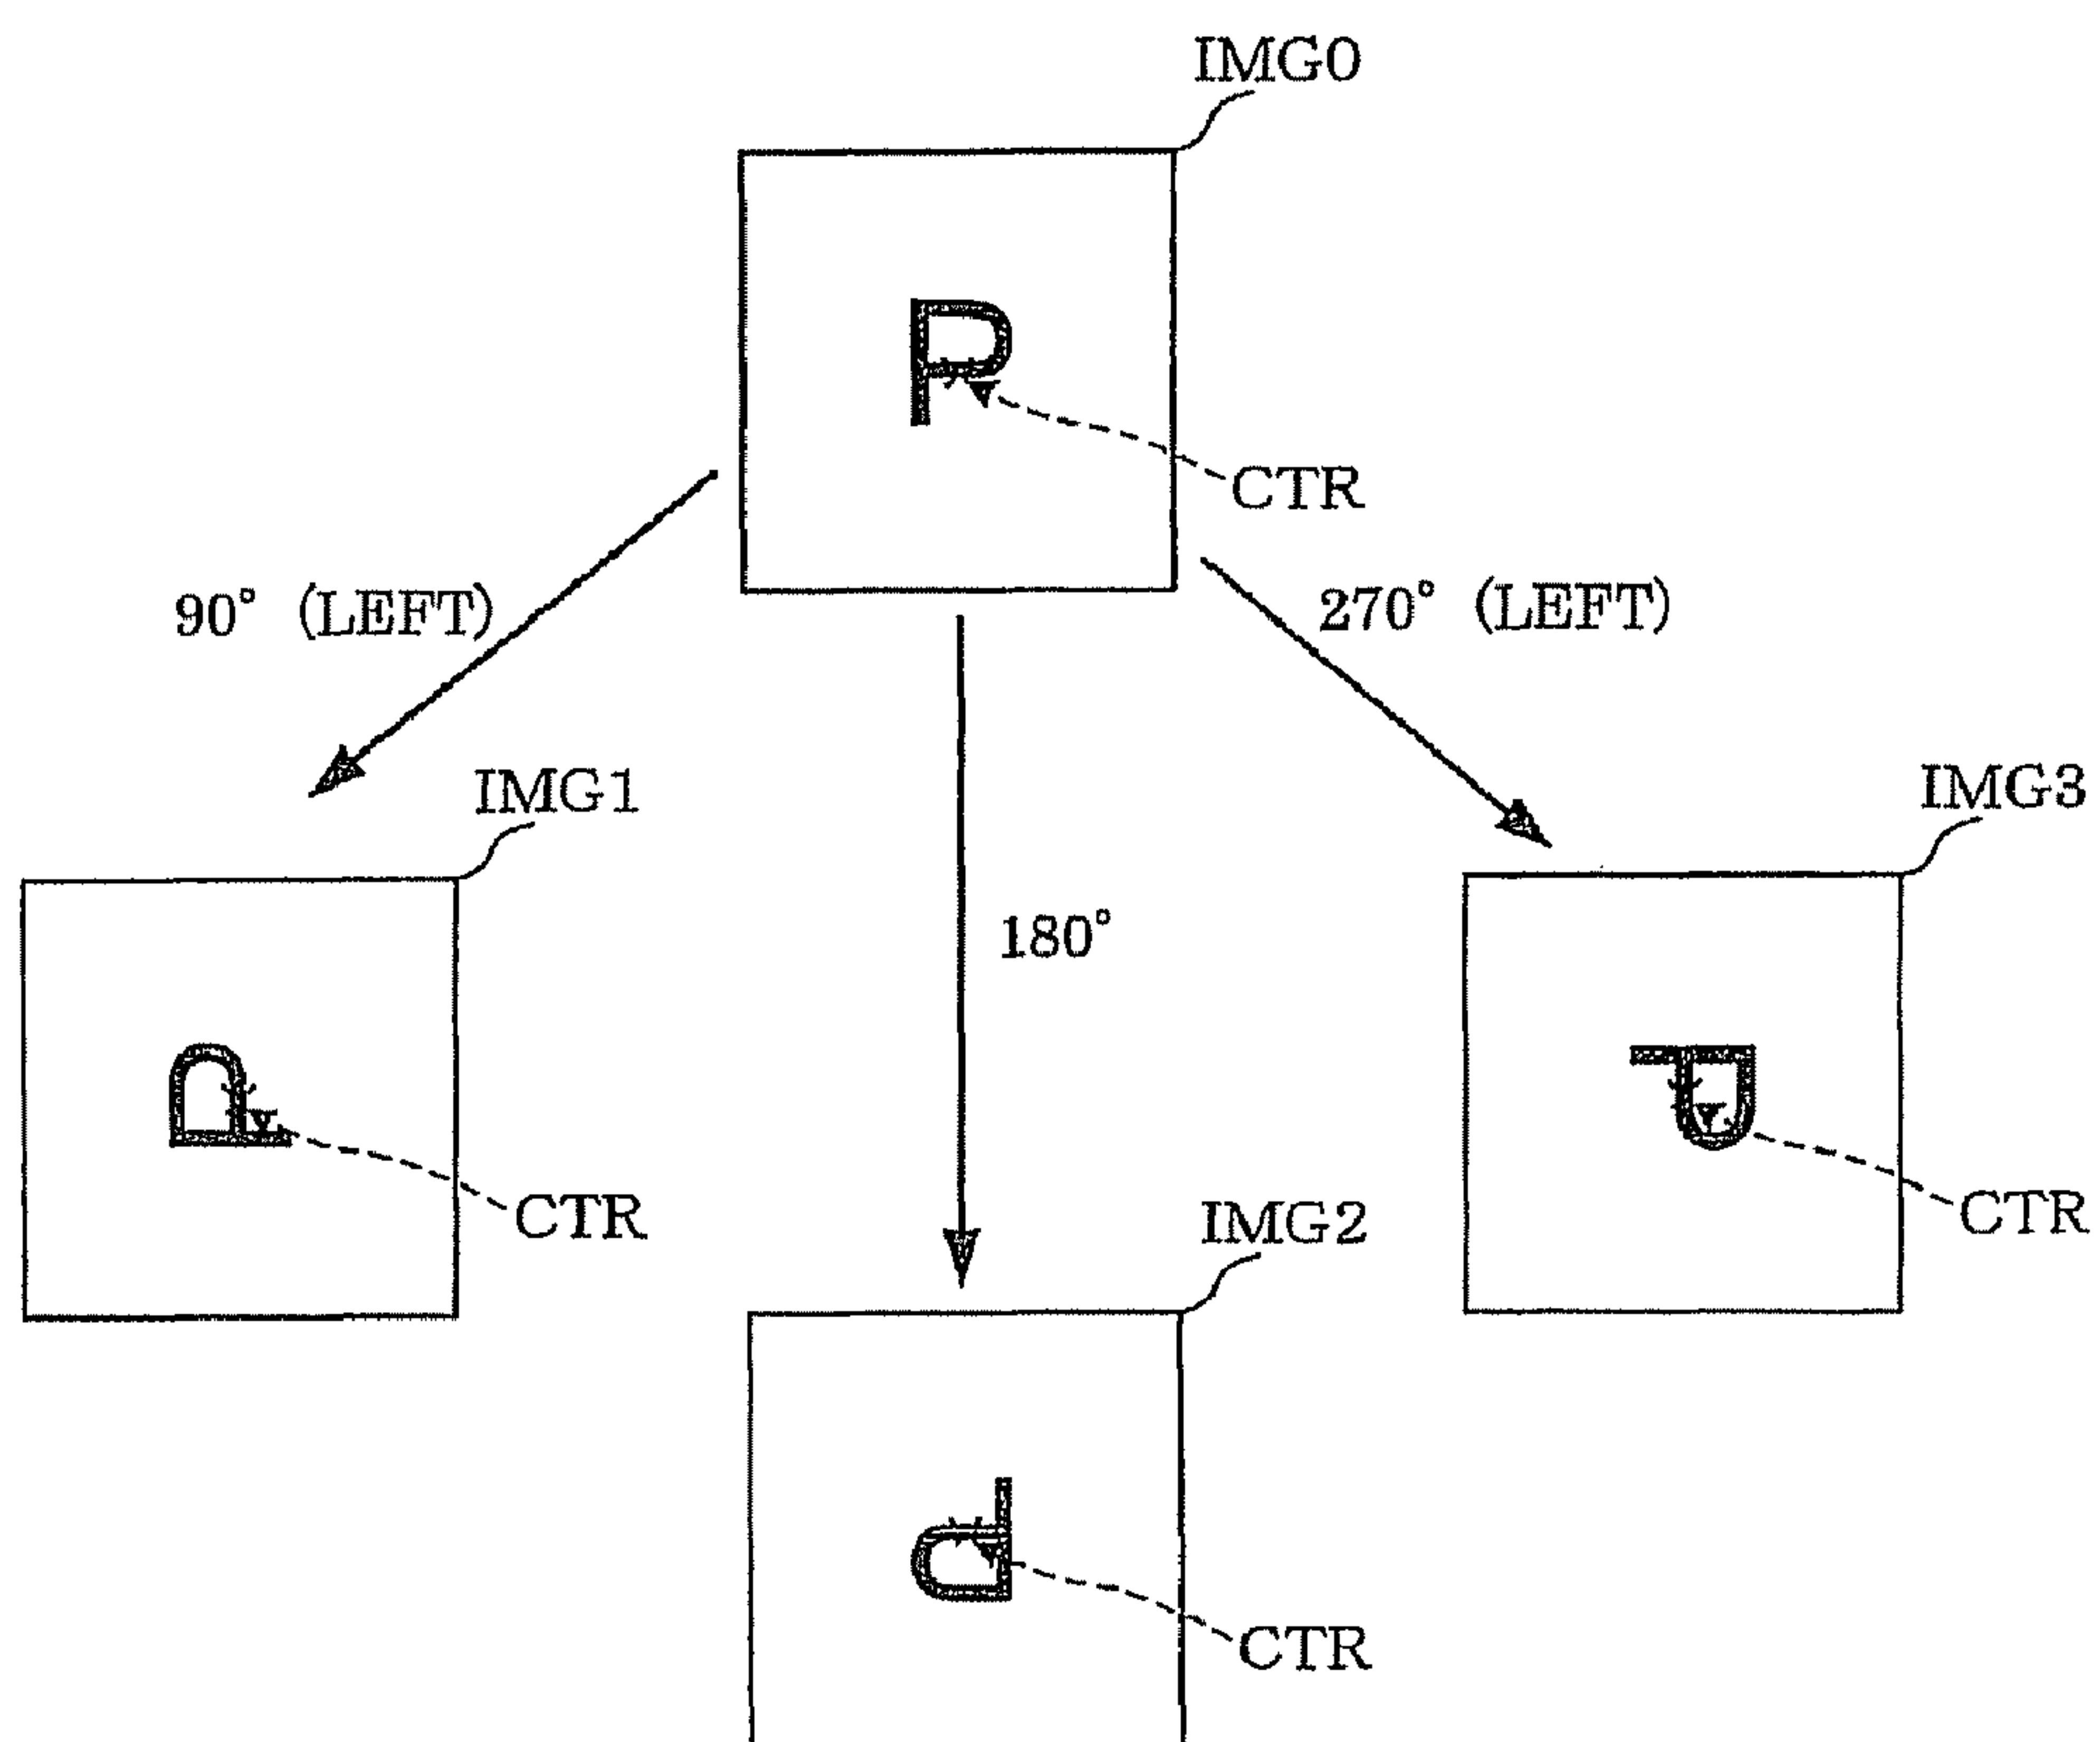 IMG0
P
CTR
90° (LEFT)
270° (LEFT)
IMG1
IMG3
180°
P
P
CTR
IMG2
CTR
P
CTR